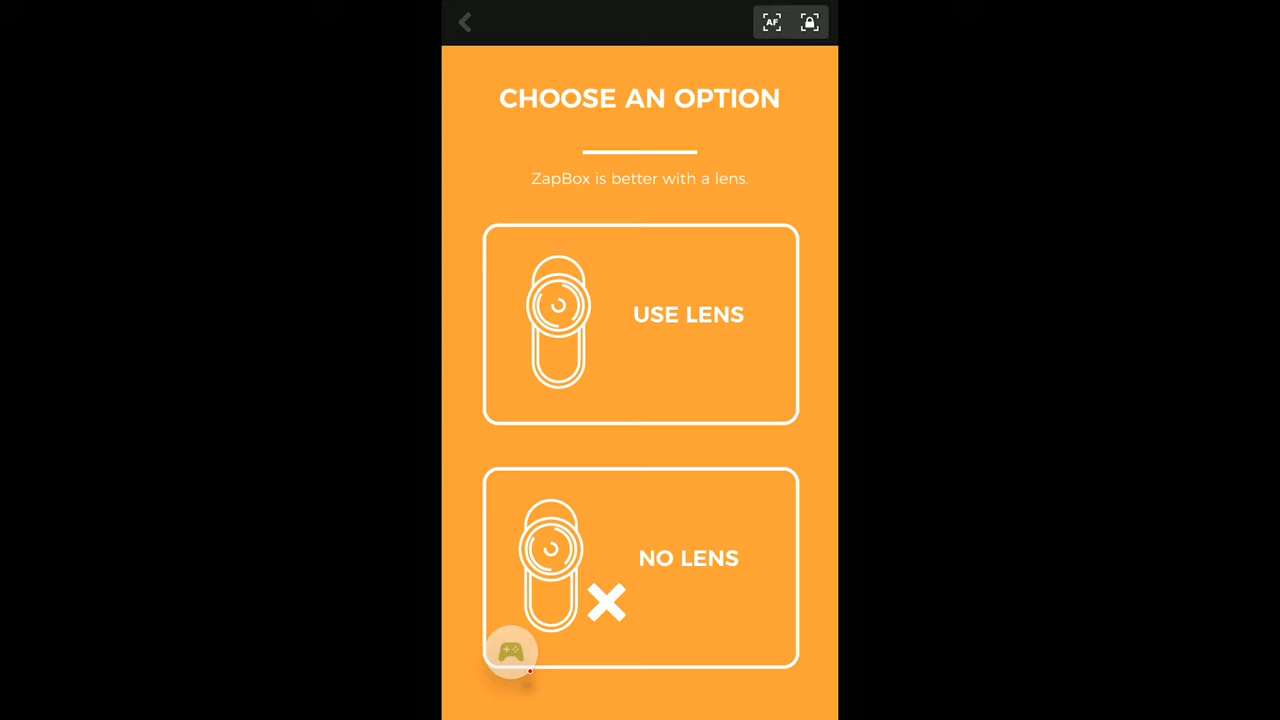 AF
CHOOSE AN OPTION
ZapBox is better with a lens.
USE LENS
NO LENS